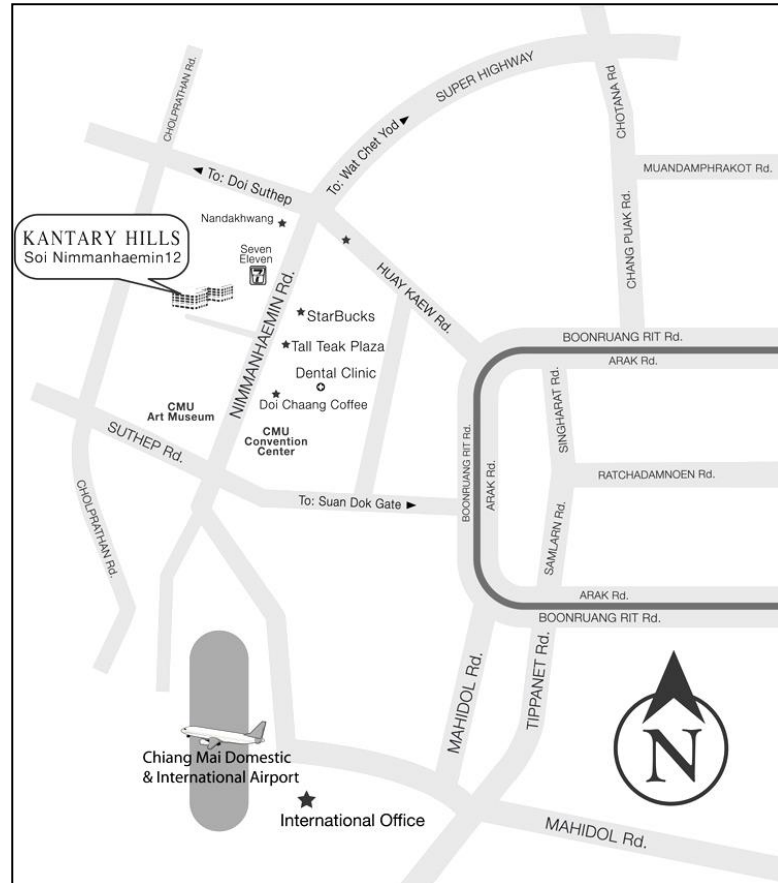 SUPER HIGHWAY
CHOTANA Rd
CHOLPRATHAN Rd.
To: Wat Chet Yod ►
MUANDAMPHRAKOT Rd.
◄ To: Doi Suthep
CHANG PUAK Rd.
Nandakhwang
KANTARY HILLS
Soi Nimmanhaemin12
Seven
Eleven
7
HUAY KAEW Rd.
NIMMANHAEMIN Rd.
StarBucks
BOONRUANG RIT Rd.
Tall Teak Plaza
ARAK Rd.
Dental Clinic
SINGHARAT Rd.
CMU
Art Museum
Doi Chaang Coffee
CMU
Convention
Center
SUTHEP Rd.
BOONRUANG RIT Rd.
ARAK Rd.
RATCHADAMNOEN Rd.
CHOLPRATHAN Rd.
To: Suan Dok Gate ►
SAMLARN Rd.
ARAK Rd.
BOONRUANG RIT Rd.
MAHIDOL Rd.
TIPPANET Rd.
N
Chiang Mai Domestic
& International Airport
International Office
MAHIDOL Rd.